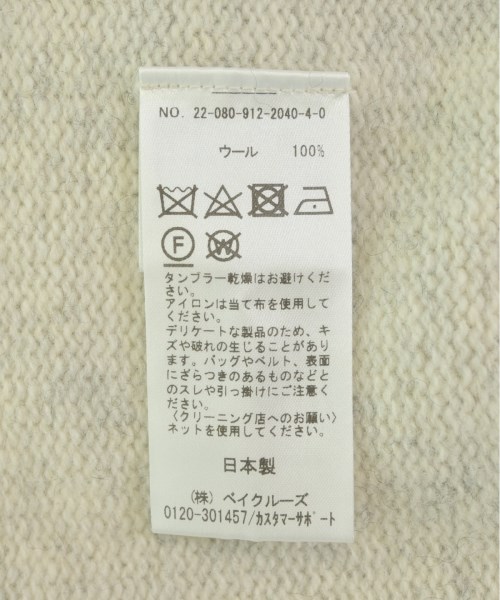 NO. 22-080-912-2040-4-0
ウール 100%
F W
タンブラー乾燥はお避けくだ
さい。
アイロンは当て布を使用して
ください。
デリケートな製品のため、キ
ズや破れの生じることがあり
ます。バッグやベルト、表面
にざらつきのあるものなどと
のスレや引っ掛けにご注意く
ださい。
〈クリーニング店へのお願い〉
ネットを使用してください。
日本製
(株) ベイクルーズ
0120-301457/カスタマーサポート